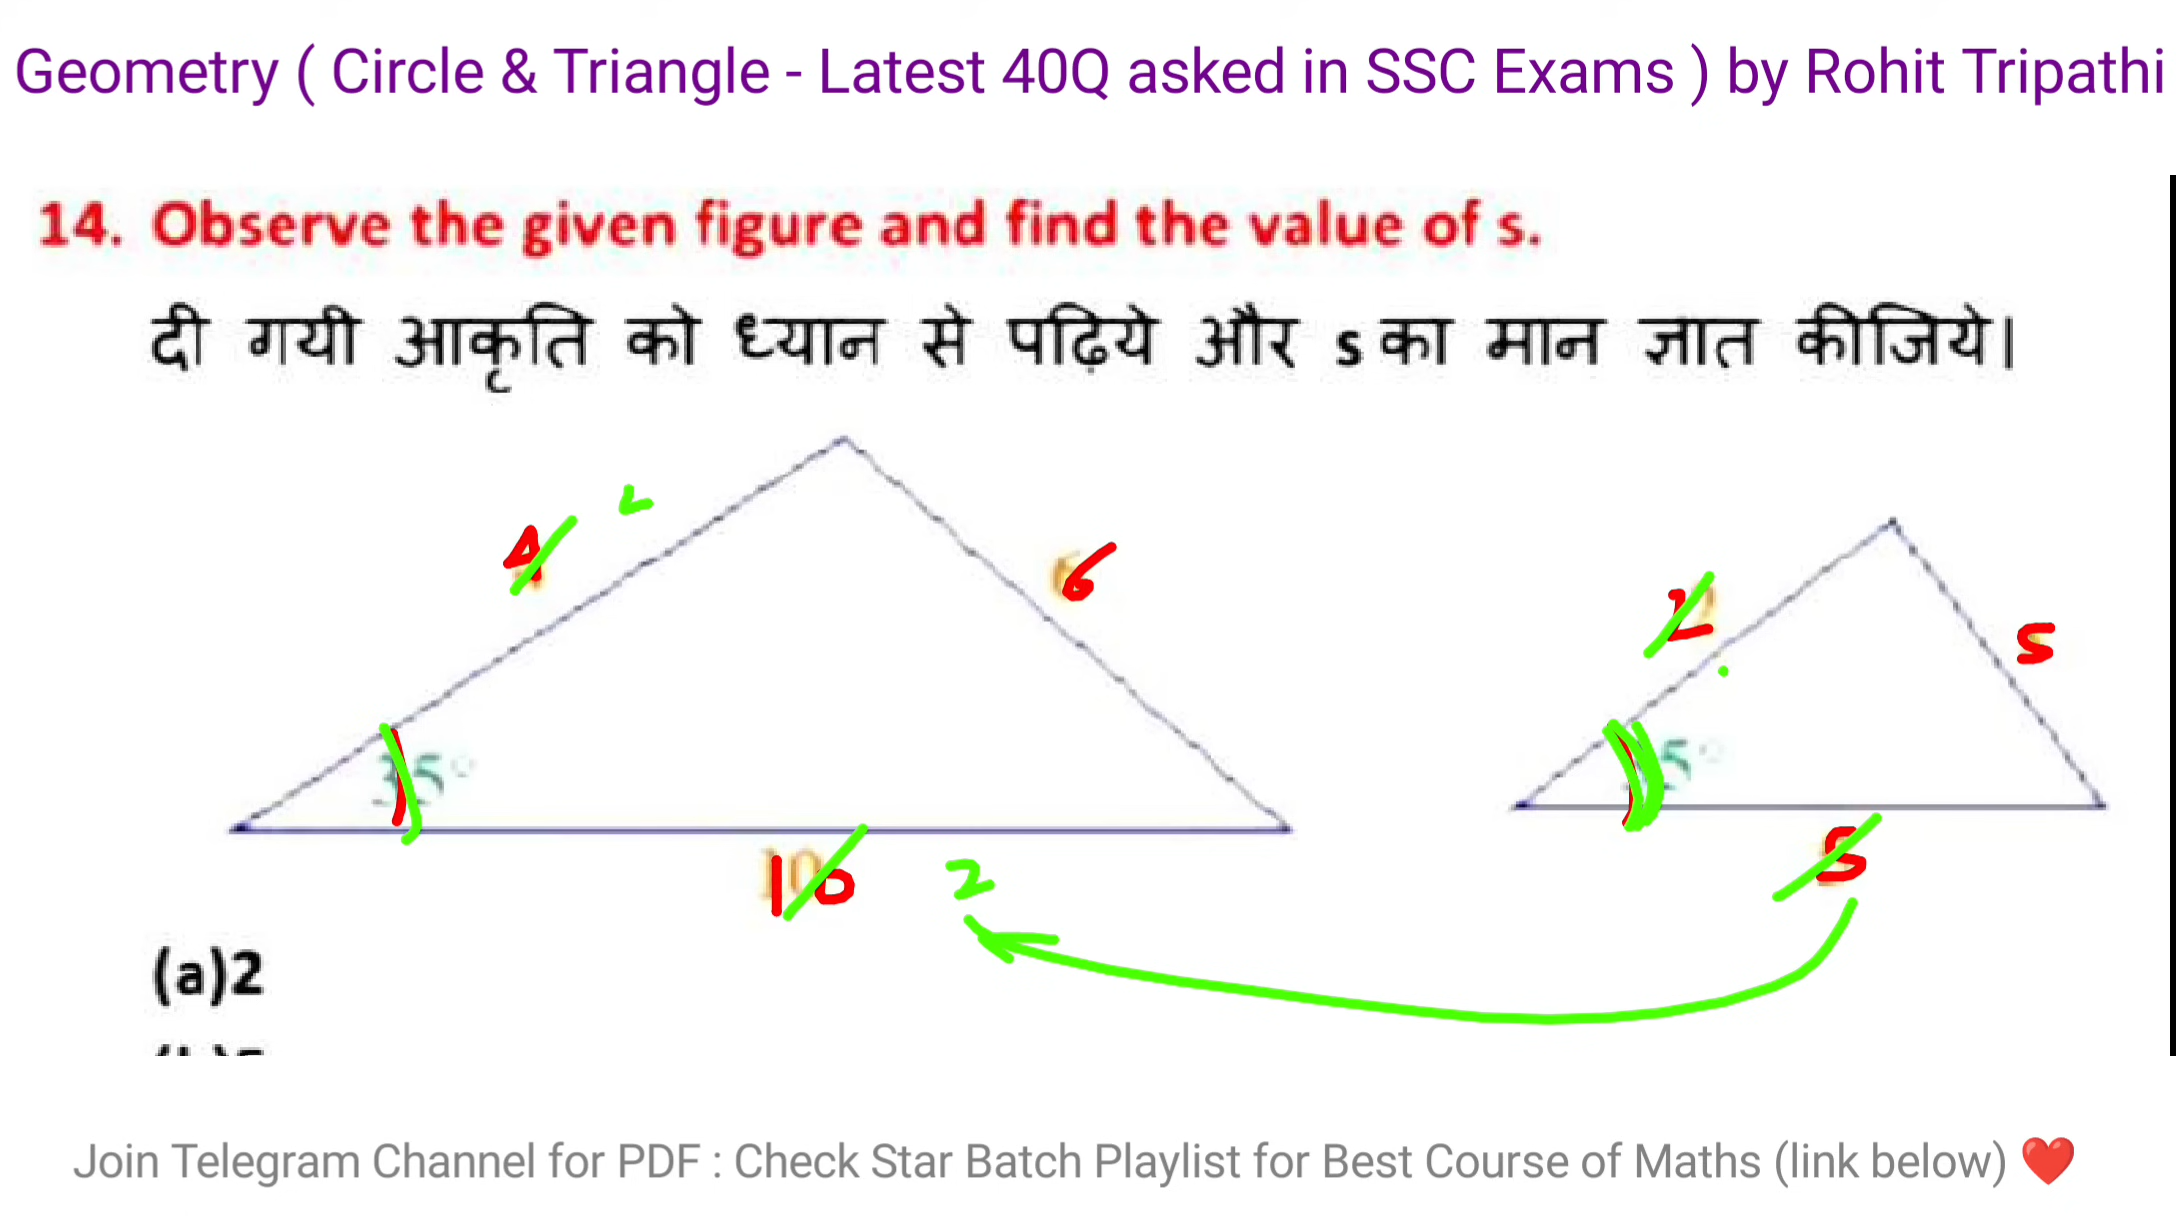 Geometry ( Circle & Triangle - Latest 40Q asked in SSC Exams ) by Rohit Tripathi
14. Observe the given figure and find the value of s.
दी गयी आकृति को ध्यान से पढ़िये और s का मान ज्ञात कीजिये।
4 2
6
2
s
35°
5°
10 2
5
(a)2
Join Telegram Channel for PDF : Check Star Batch Playlist for Best Course of Maths (link below) ❤️